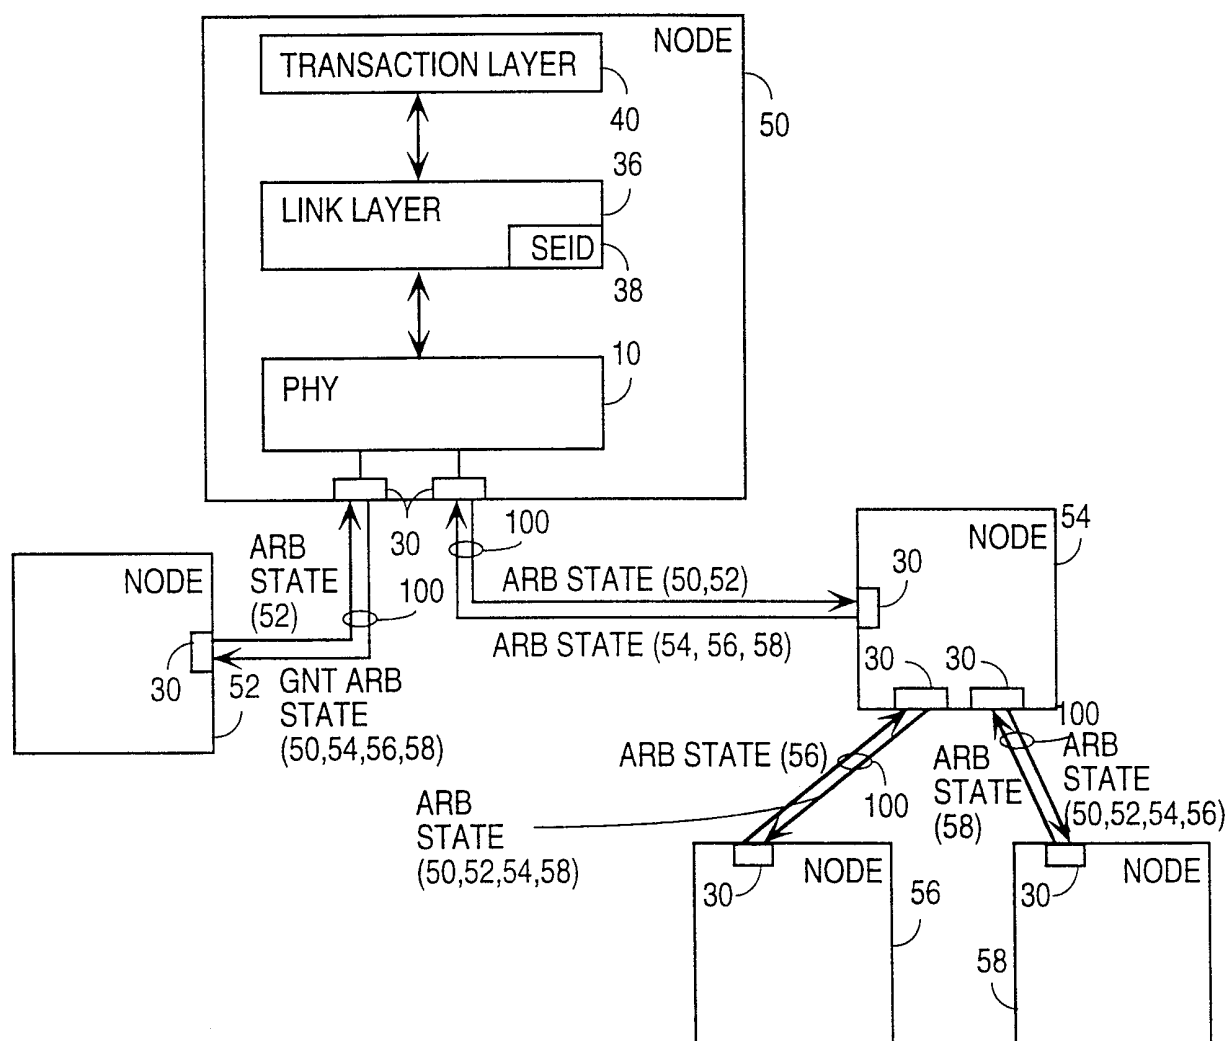 NODE
TRANSACTION LAYER
40
50
36
LINK LAYER
SEID
38
10
PHY
30
100
54
NODE
ARB
STATE
(52)
100
NODE
30
52
GNT ARB
STATE
(50,54,56,58)
ARB STATE (50,52)
ARB STATE (54, 56, 58)
30
30
30
100
ARB STATE (56)
100
ARB
STATE
(58)
ARB
STATE
(50,52,54,56)
ARB
STATE
(50,52,54,58)
NODE
30
56
NODE
30
58